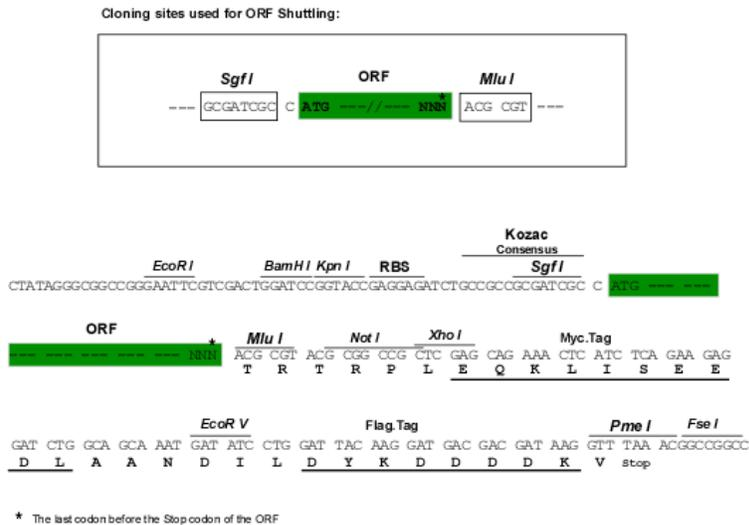 Cloning sites used for ORF Shuttling:
Sgf I ORF Mlu I
--- GCGATCGC C ATG ---//--- NNN* ACG CGT ---
Kozac
Consensus
EcoR I BamH I Kpn I RBS Sgf I
CTATAGGGCGGCCGGGAATTCGTCGACTGGATCCGGTACCGAGGAGATCTGCCGCCGCGATCGC C ATG --- ---
ORF Mlu I Not I Xho I Myc.Tag
--- --- --- --- --- --- NNN* ACG CGT ACG CGG CCG CTC GAG CAG AAA CTC ATC TCA GAA GAG
T R T R P L E Q K L I S E E
EcoR V Flag.Tag Pme I Fse I
GAT CTG GCA GCA AAT GAT ATC CTG GAT TAC AAG GAT GAC GAC GAT AAG GTT TAA ACGGCCGGCC
D L A A N D I L D Y K D D D D K V Stop
* The last codon before the Stop codon of the ORF